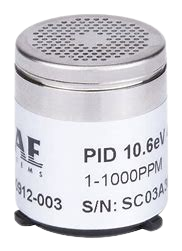 AF
PID 10.6eV
1-1000PPM
912-003
S/N: SC03A